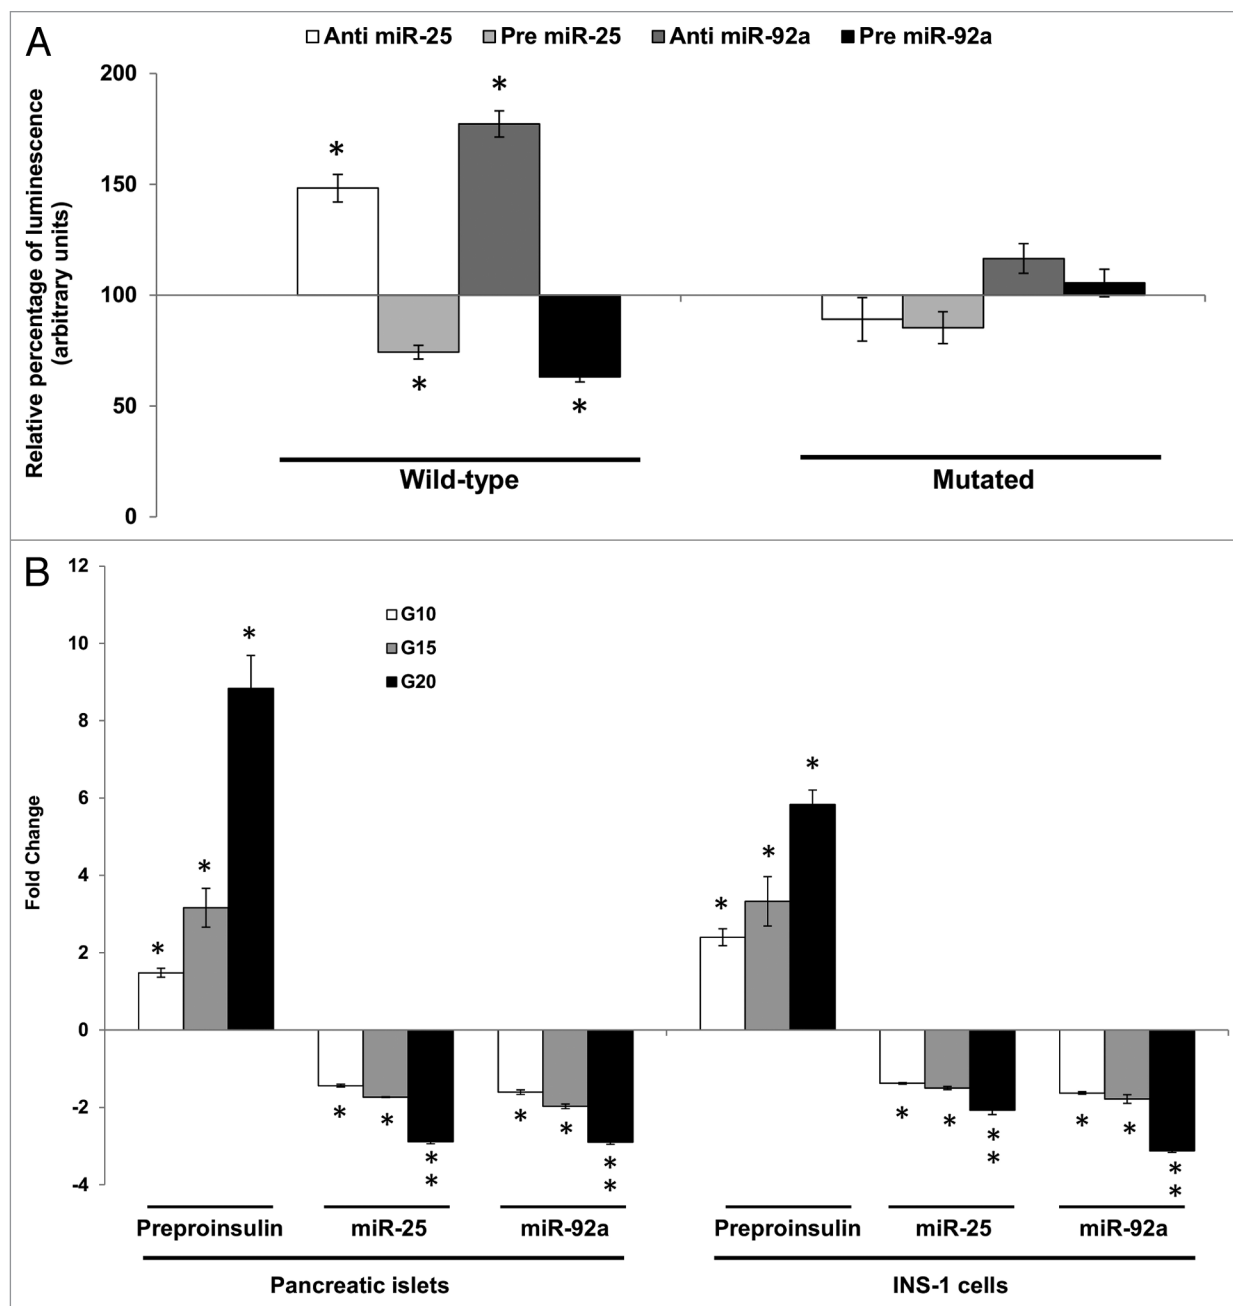 A
Anti miR-25 Pre miR-25 Anti miR-92a Pre miR-92a
Relative percentage of luminescence
(arbitrary units)
200
150
100
50
0
*
*
*
*
Wild-type Mutated
B
Fold Change
12
10
8
6
4
2
0
-2
-4
G10
G15
G20
* * * * * *
* * * * * * * *
* * * * * * * *
Preproinsulin miR-25 miR-92a Preproinsulin miR-25 miR-92a
Pancreatic islets INS-1 cells